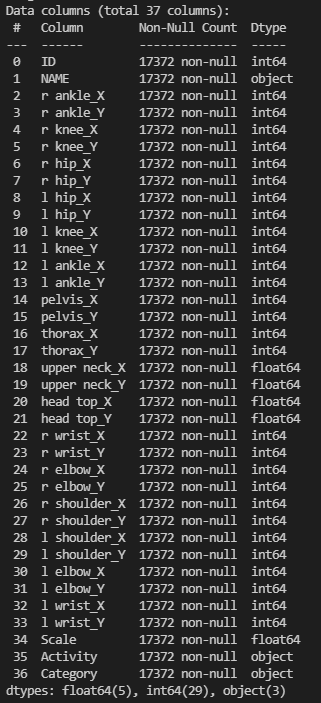 Data columns (total 37 columns):
 #   Column        Non-Null Count  Dtype
---  ------        --------------  -----
 0   ID            17372 non-null  int64
 1   NAME          17372 non-null  object
 2   r ankle_X     17372 non-null  int64
 3   r ankle_Y     17372 non-null  int64
 4   r knee_X      17372 non-null  int64
 5   r knee_Y      17372 non-null  int64
 6   r hip_X       17372 non-null  int64
 7   r hip_Y       17372 non-null  int64
 8   l hip_X       17372 non-null  int64
 9   l hip_Y       17372 non-null  int64
 10  l knee_X      17372 non-null  int64
 11  l knee_Y      17372 non-null  int64
 12  l ankle_X     17372 non-null  int64
 13  l ankle_Y     17372 non-null  int64
 14  pelvis_X      17372 non-null  int64
 15  pelvis_Y      17372 non-null  int64
 16  thorax_X      17372 non-null  int64
 17  thorax_Y      17372 non-null  int64
 18  upper neck_X  17372 non-null  float64
 19  upper neck_Y  17372 non-null  float64
 20  head top_X    17372 non-null  float64
 21  head top_Y    17372 non-null  float64
 22  r wrist_X     17372 non-null  int64
 23  r wrist_Y     17372 non-null  int64
 24  r elbow_X     17372 non-null  int64
 25  r elbow_Y     17372 non-null  int64
 26  r shoulder_X  17372 non-null  int64
 27  r shoulder_Y  17372 non-null  int64
 28  l shoulder_X  17372 non-null  int64
 29  l shoulder_Y  17372 non-null  int64
 30  l elbow_X     17372 non-null  int64
 31  l elbow_Y     17372 non-null  int64
 32  l wrist_X     17372 non-null  int64
 33  l wrist_Y     17372 non-null  int64
 34  Scale         17372 non-null  float64
 35  Activity      17372 non-null  object
 36  Category      17372 non-null  object
dtypes: float64(5), int64(29), object(3)